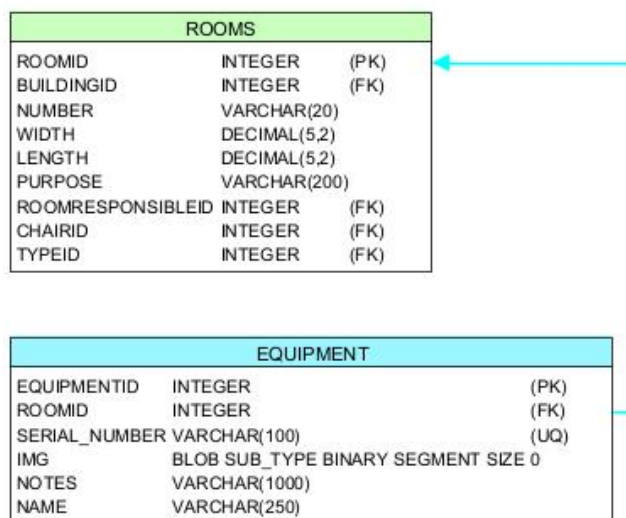 ROOMS
ROOMID INTEGER (PK)
BUILDINGID INTEGER (FK)
NUMBER VARCHAR(20)
WIDTH DECIMAL(5,2)
LENGTH DECIMAL(5,2)
PURPOSE VARCHAR(200)
ROOMRESPONSIBLEID INTEGER (FK)
CHAIRID INTEGER (FK)
TYPEID INTEGER (FK)
EQUIPMENT
EQUIPMENTID INTEGER (PK)
ROOMID INTEGER (FK)
SERIAL_NUMBER VARCHAR(100) (UQ)
IMG BLOB SUB_TYPE BINARY SEGMENT SIZE 0
NOTES VARCHAR(1000)
NAME VARCHAR(250)